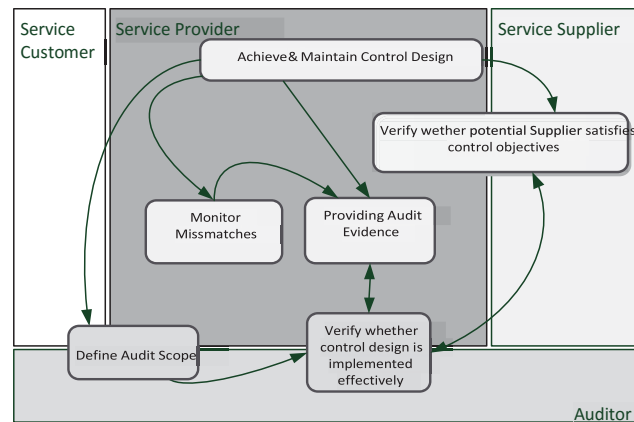 Service
Customer
Service Provider
Service Supplier
Achieve& Maintain Control Design
Verify wether potential Supplier satisfies
control objectives
Monitor
Missmatches
Providing Audit
Evidence
Define Audit Scope
Verify whether
control design is
implemented
effectively
Auditor